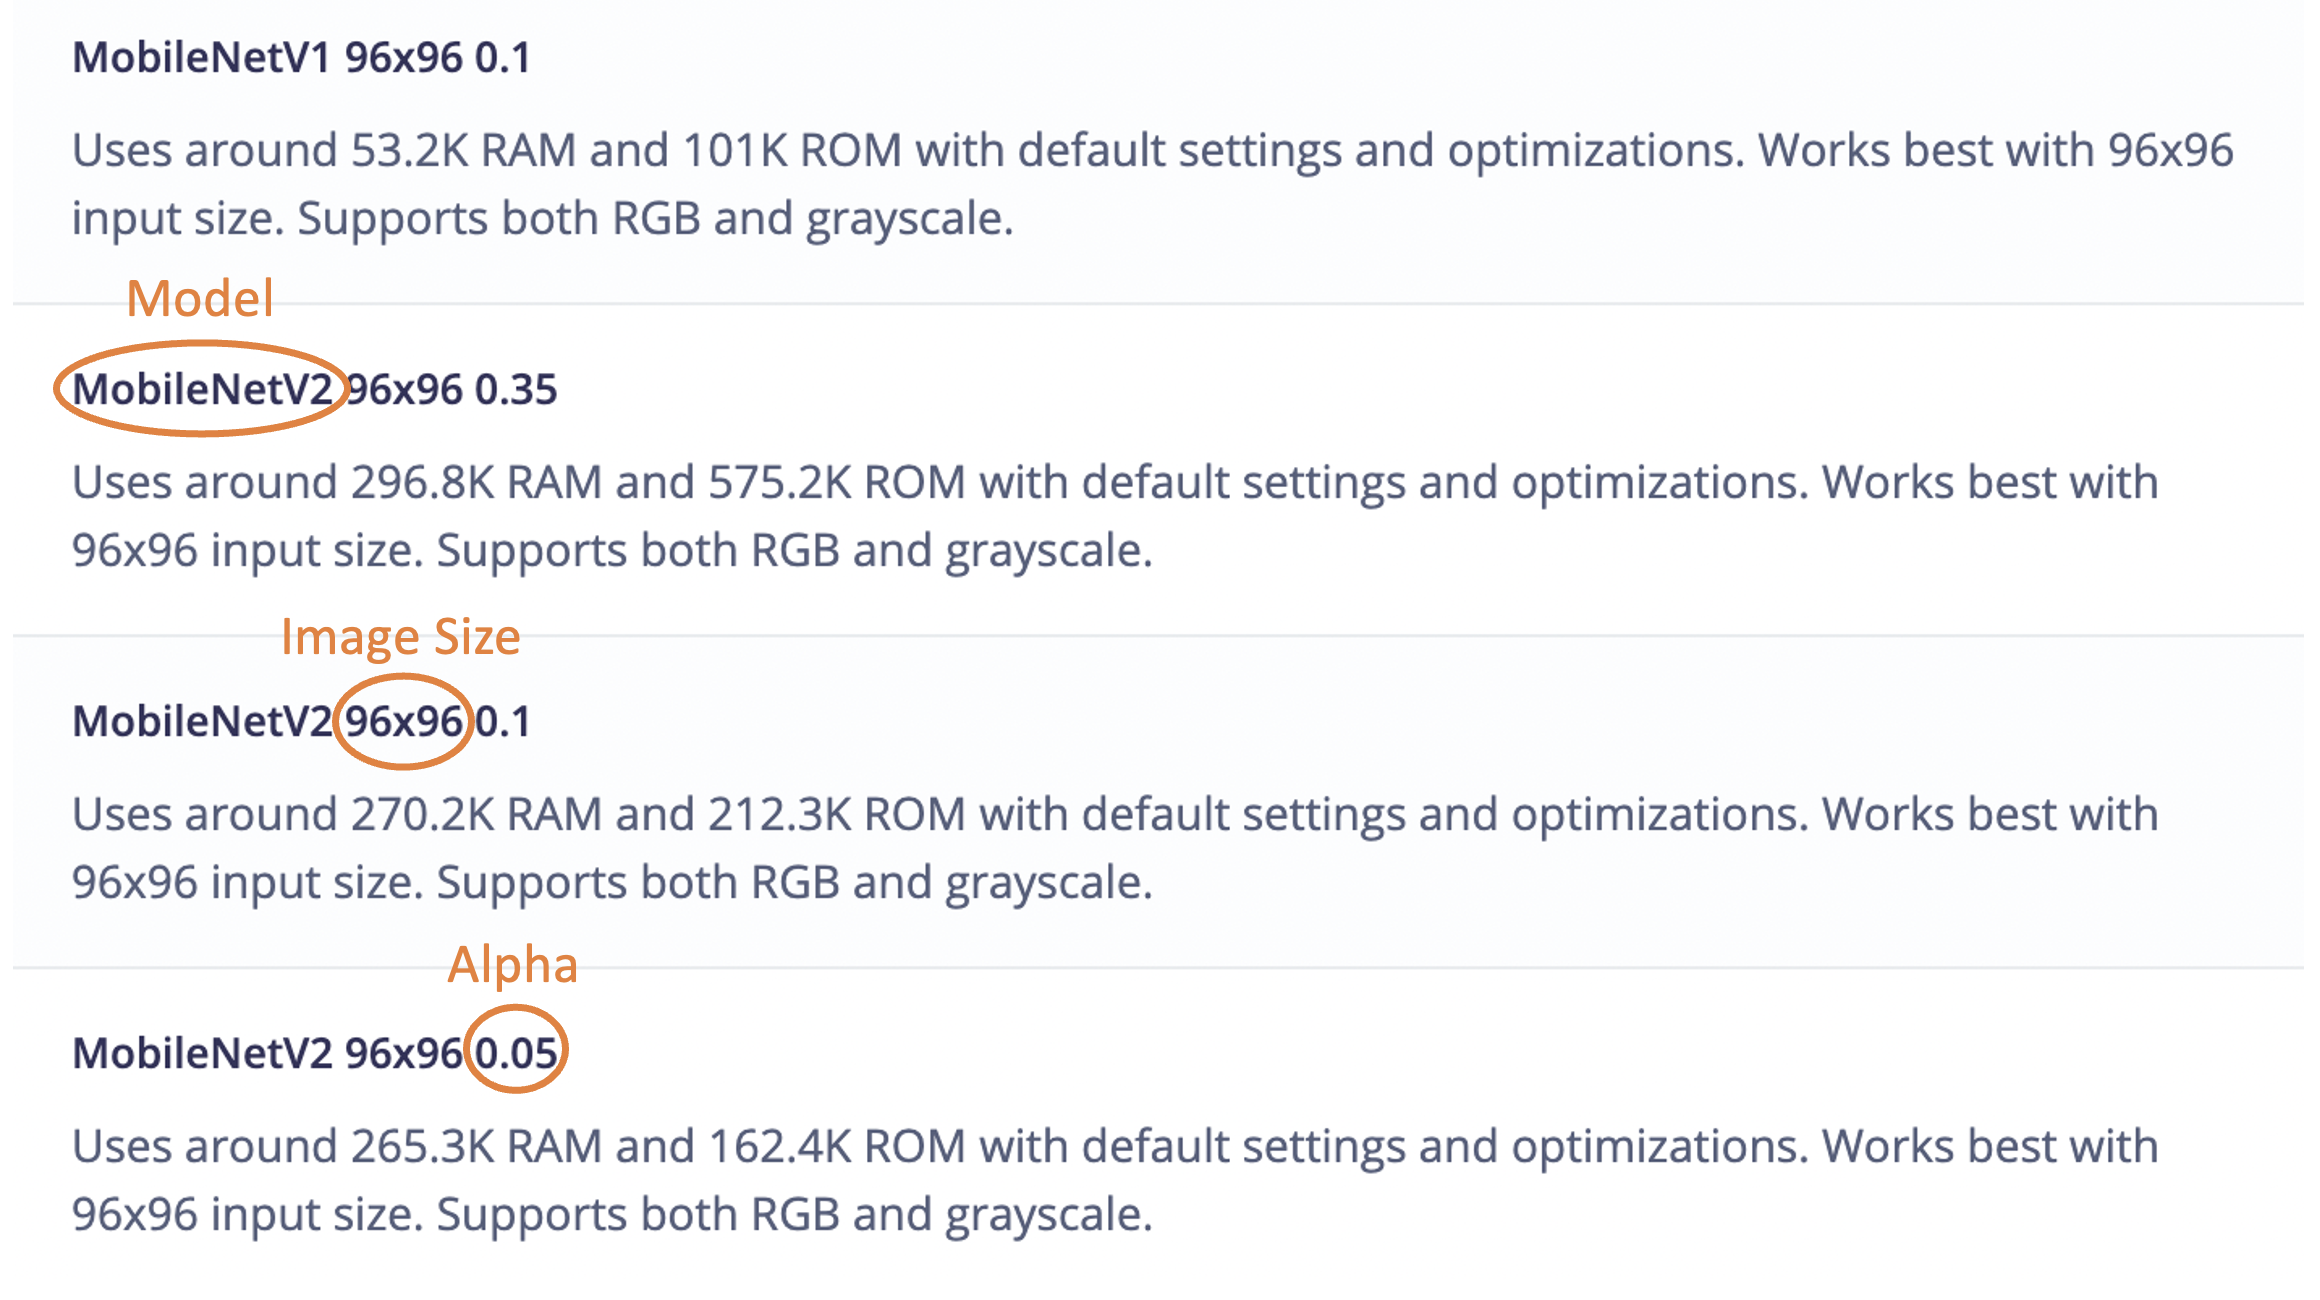 MobileNetV1 96x96 0.1
Uses around 53.2K RAM and 101K ROM with default settings and optimizations. Works best with 96x96
input size. Supports both RGB and grayscale.
Model
MobileNetV2 96x96 0.35
Uses around 296.8K RAM and 575.2K ROM with default settings and optimizations. Works best with
96x96 input size. Supports both RGB and grayscale.
Image Size
MobileNetV2 96x96 0.1
Uses around 270.2K RAM and 212.3K ROM with default settings and optimizations. Works best with
96x96 input size. Supports both RGB and grayscale.
Alpha
MobileNetV2 96x96 0.05
Uses around 265.3K RAM and 162.4K ROM with default settings and optimizations. Works best with
96x96 input size. Supports both RGB and grayscale.